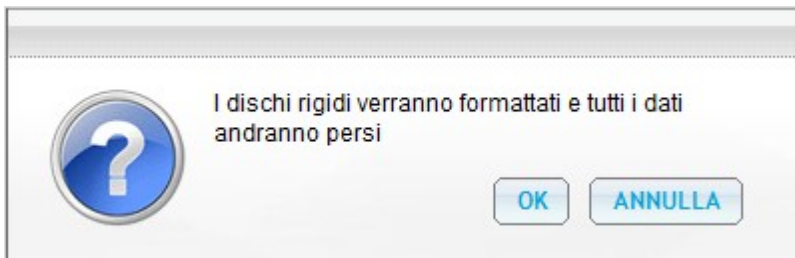 I dischi rigidi verranno formattati e tutti i dati
andranno persi
OK ANNULLA